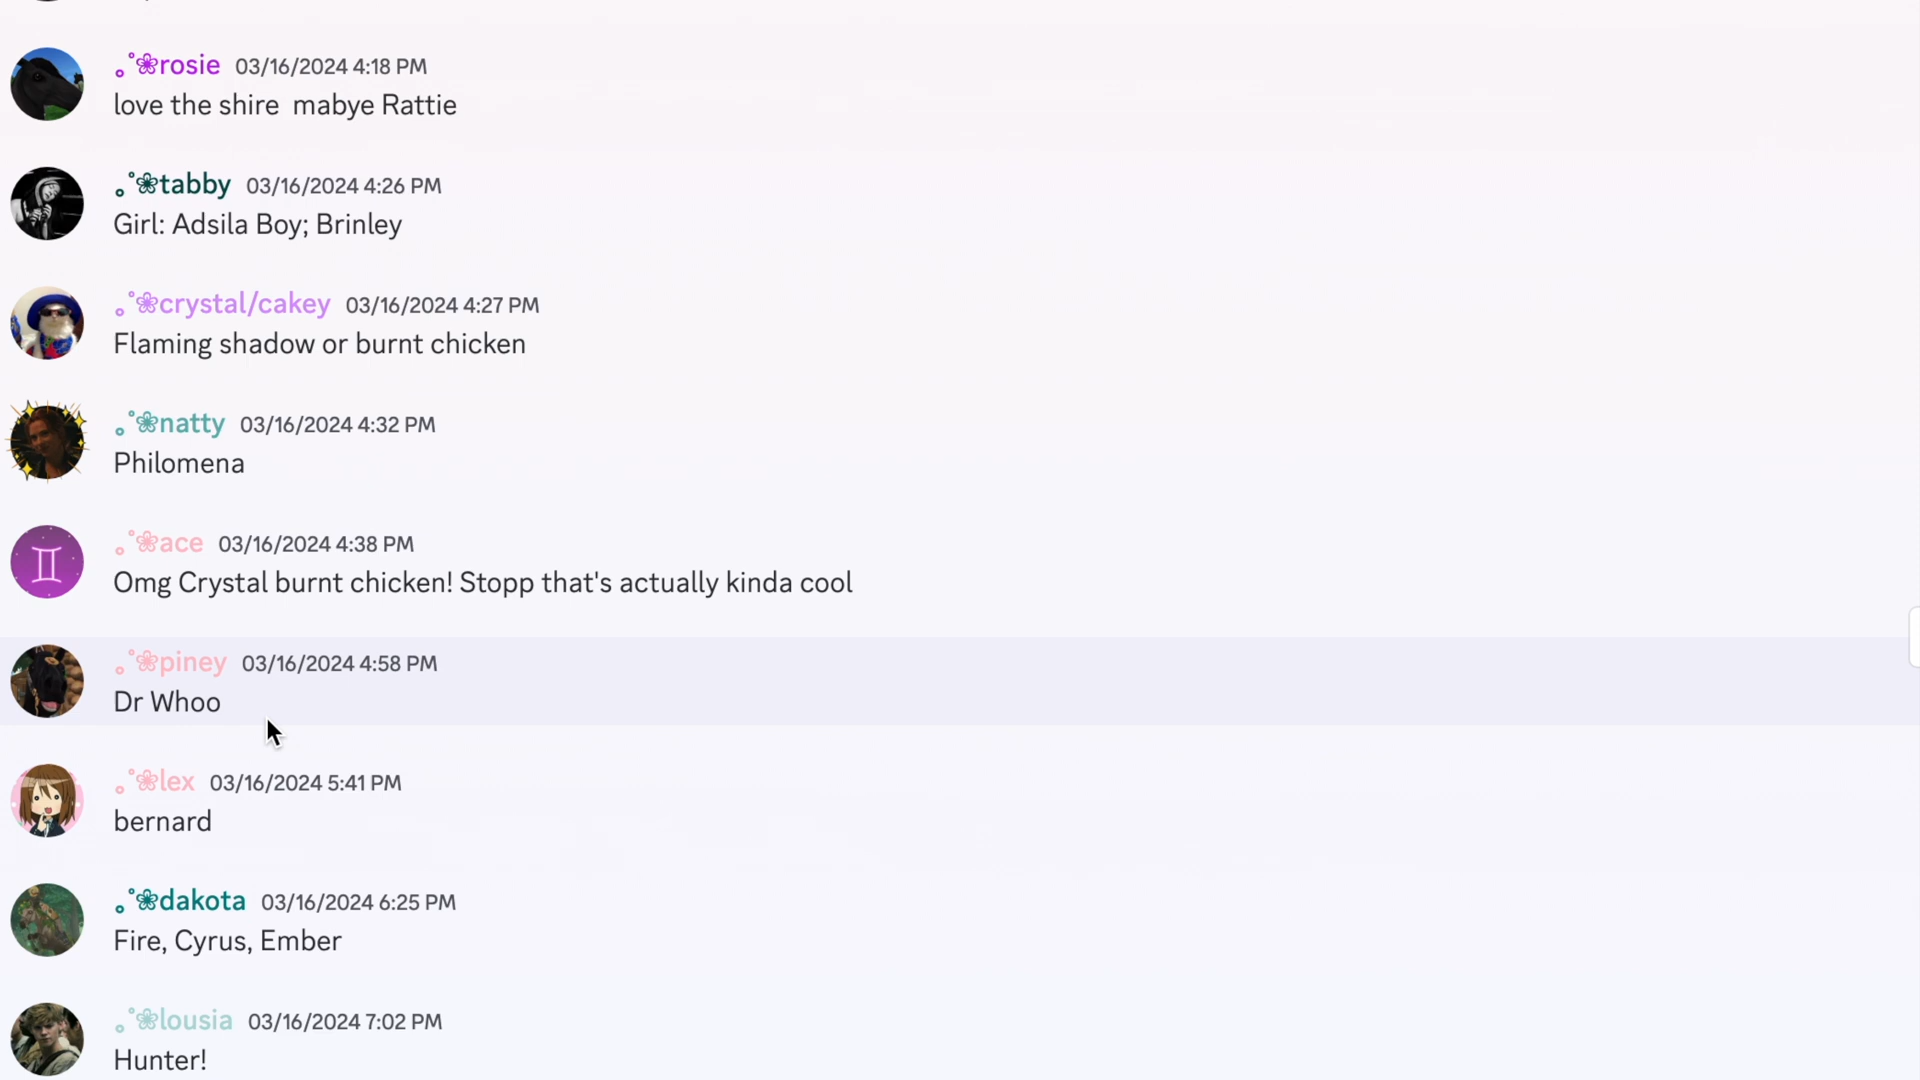 ｡˚❀rosie 03/16/2024 4:18 PM
love the shire  mabye Rattie
｡˚❀tabby 03/16/2024 4:26 PM
Girl: Adsila Boy; Brinley
｡˚❀crystal/cakey 03/16/2024 4:27 PM
Flaming shadow or burnt chicken
｡˚❀natty 03/16/2024 4:32 PM
Philomena
｡˚❀ace 03/16/2024 4:38 PM
Omg Crystal burnt chicken! Stopp that's actually kinda cool
｡˚❀piney 03/16/2024 4:58 PM
Dr Whoo
｡˚❀lex 03/16/2024 5:41 PM
bernard
｡˚❀dakota 03/16/2024 6:25 PM
Fire, Cyrus, Ember
｡˚❀lousia 03/16/2024 7:02 PM
Hunter!